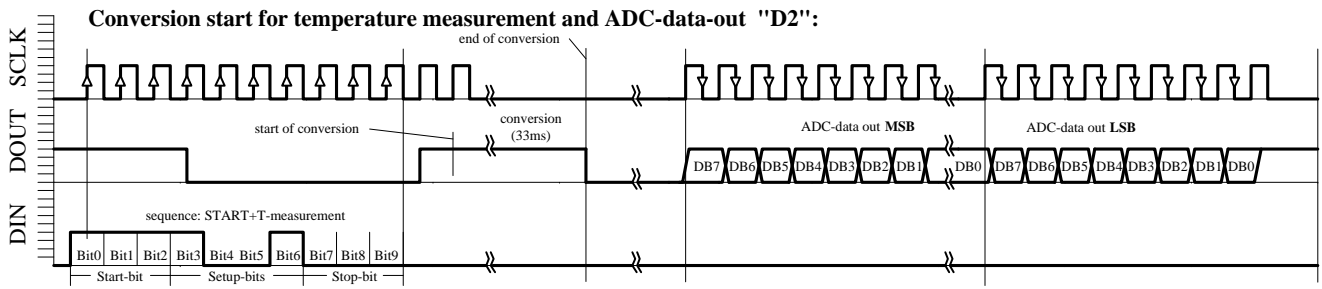 Conversion start for temperature measurement and ADC-data-out "D2":
end of conversion
SCLK
conversion
(33ms)
start of conversion
ADC-data out MSB
ADC-data out LSB
DOUT
DB7 DB6 DB5 DB4 DB3 DB2 DB1 DB0 DB7 DB6 DB5 DB4 DB3 DB2 DB1 DB0
sequence: START+T-measurement
DIN
Bit0 Bit1 Bit2 Bit3 Bit4 Bit5 Bit6 Bit7 Bit8 Bit9
Start-bit Setup-bits Stop-bit